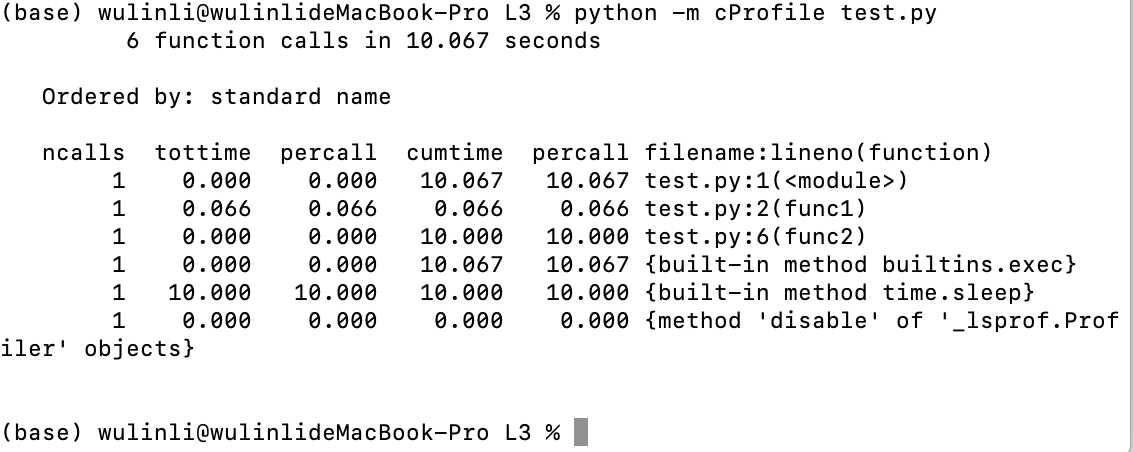 (base) wulinli@wulinlideMacBook-Pro L3 % python -m cProfile test.py
         6 function calls in 10.067 seconds

   Ordered by: standard name

   ncalls  tottime  percall  cumtime  percall filename:lineno(function)
        1    0.000    0.000   10.067   10.067 test.py:1(<module>)
        1    0.066    0.066    0.066    0.066 test.py:2(func1)
        1    0.000    0.000   10.000   10.000 test.py:6(func2)
        1    0.000    0.000   10.067   10.067 {built-in method builtins.exec}
        1   10.000   10.000   10.000   10.000 {built-in method time.sleep}
        1    0.000    0.000    0.000    0.000 {method 'disable' of '_lsprof.Prof
iler' objects}


(base) wulinli@wulinlideMacBook-Pro L3 %